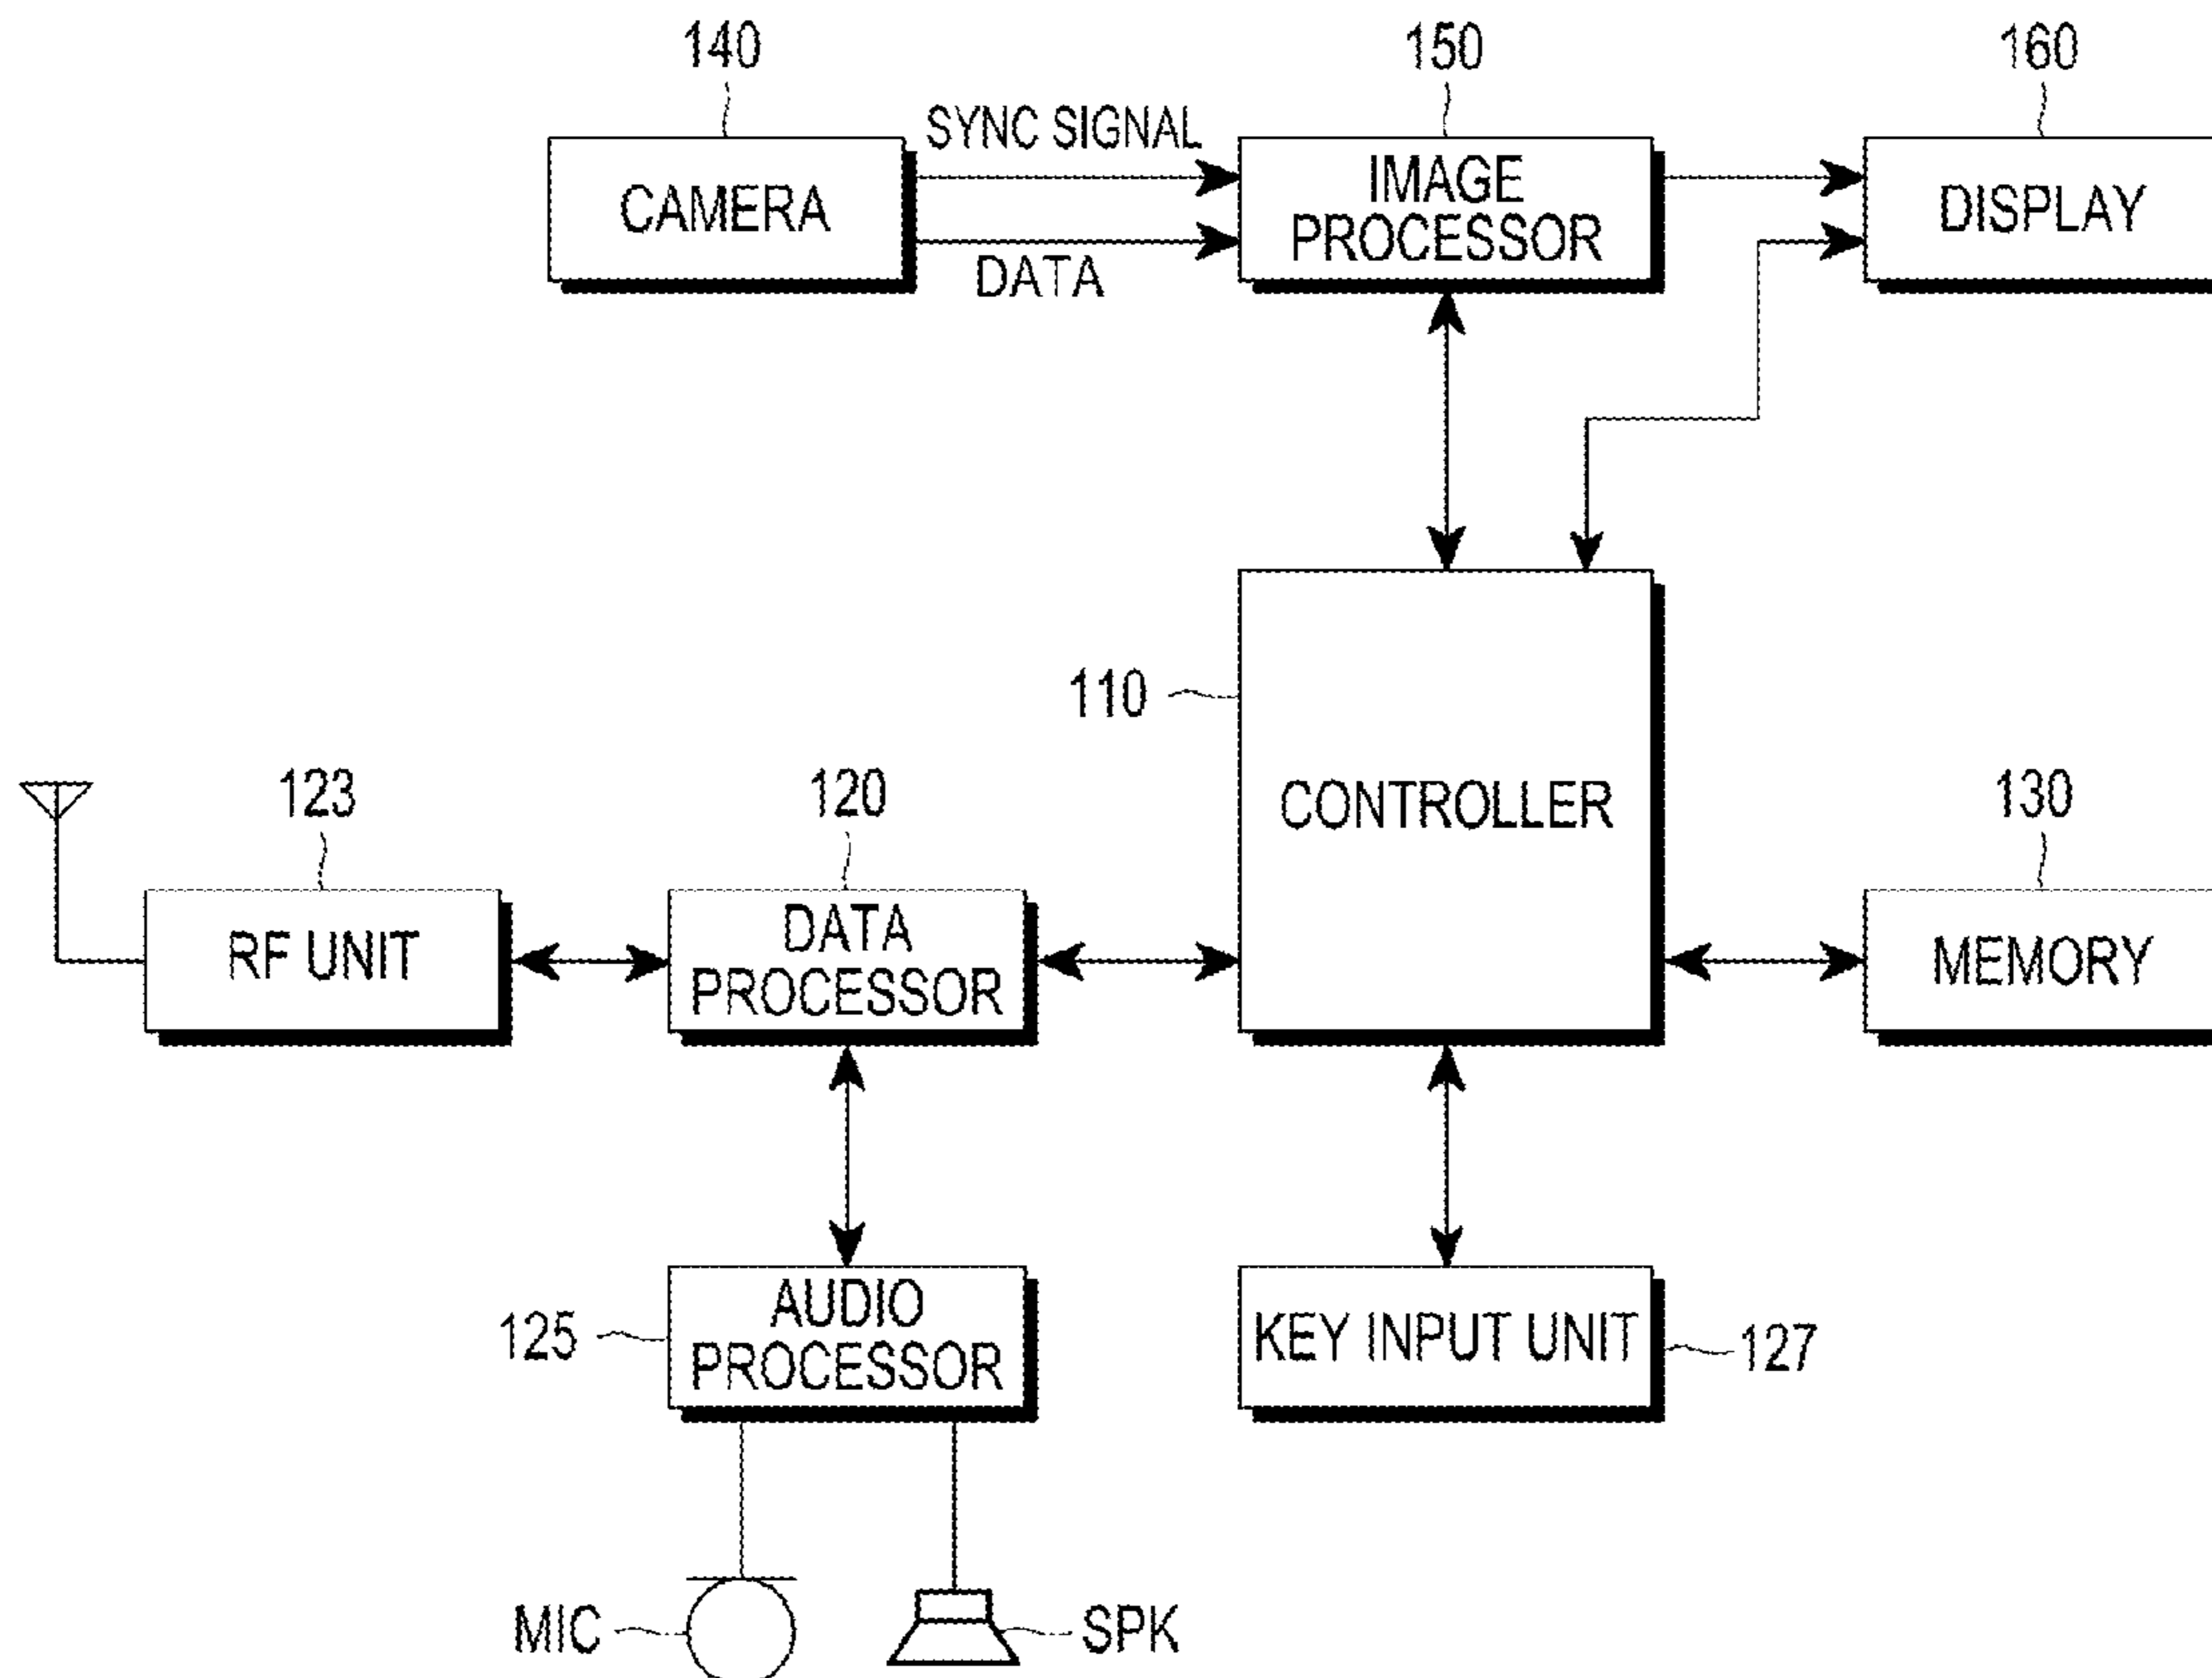 140
150
160
SYNC SIGNAL
CAMERA
IMAGE
PROCESSOR
DISPLAY
DATA
110
CONTROLLER
123
120
130
RF UNIT
DATA
PROCESSOR
MEMORY
125
AUDIO
PROCESSOR
KEY INPUT UNIT
127
MIC
SPK